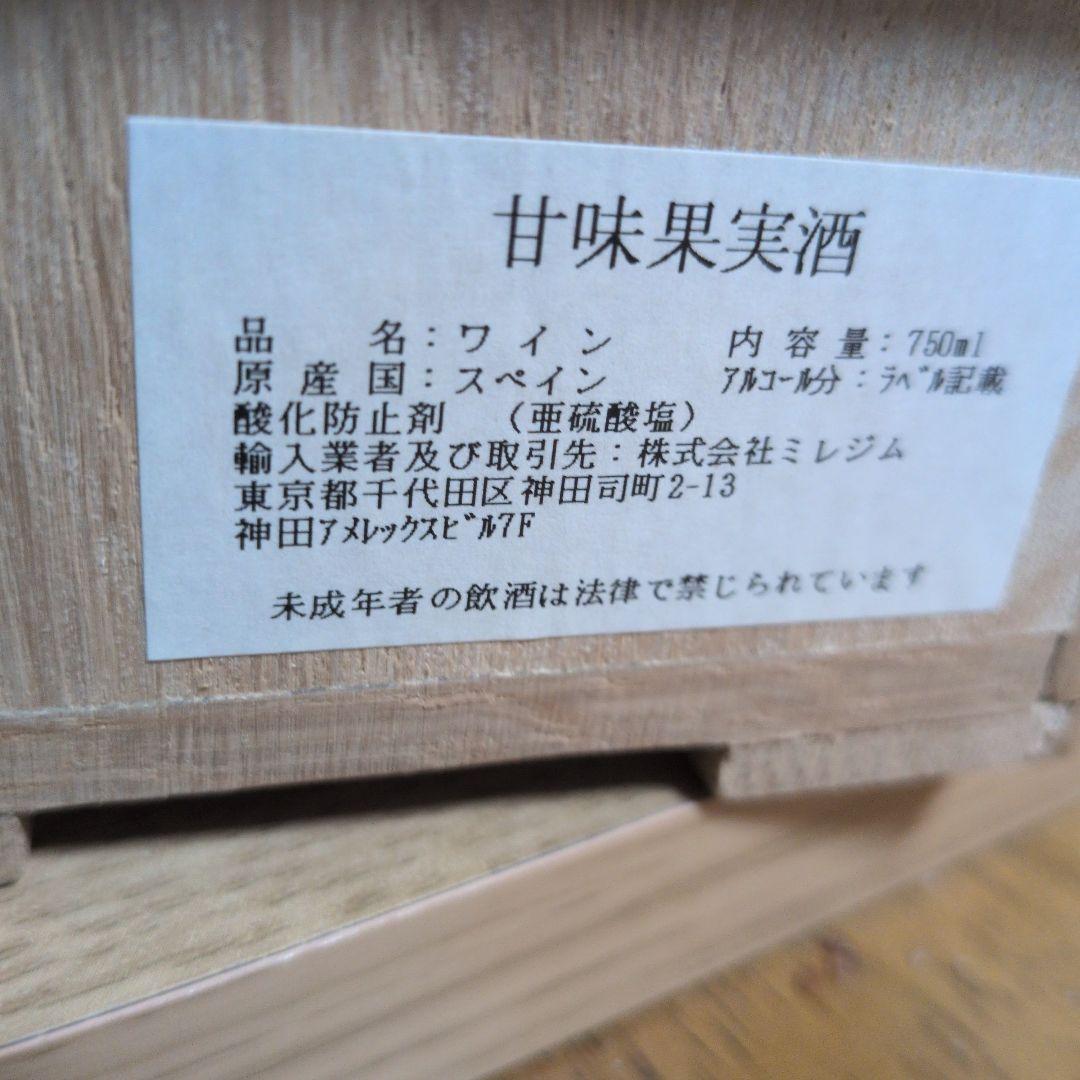 甘味果実酒
品　　名：ワイン　　内容量：750ml
原産国：スペイン　　ｱﾙｺｰﾙ分：ﾗﾍﾞﾙ記載
酸化防止剤　（亜硫酸塩）
輸入業者及び取引先：株式会社ミレジム
東京都千代田区神田司町2-13
神田ｱﾒﾚｯｸｽﾋﾞﾙ7F
未成年者の飲酒は法律で禁じられています